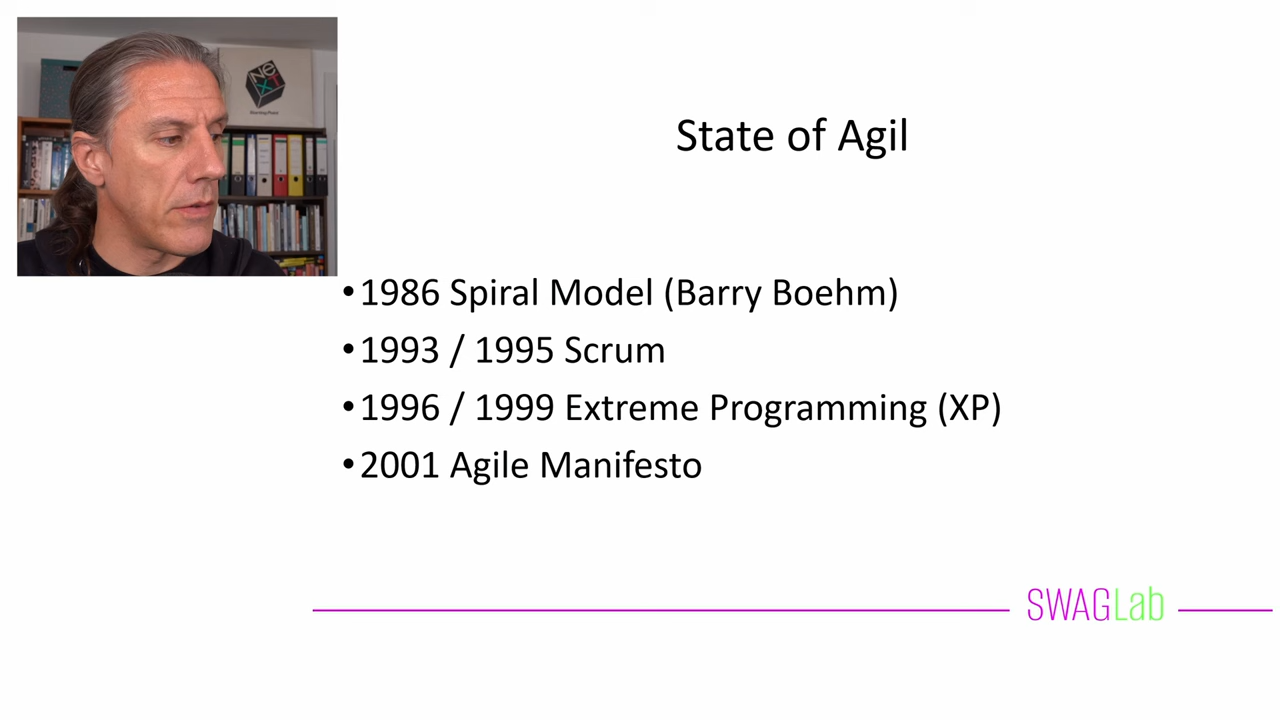 NeXT
State of Agil
•1986 Spiral Model (Barry Boehm)
•1993 / 1995 Scrum
•1996 / 1999 Extreme Programming (XP)
•2001 Agile Manifesto
SWAGLab